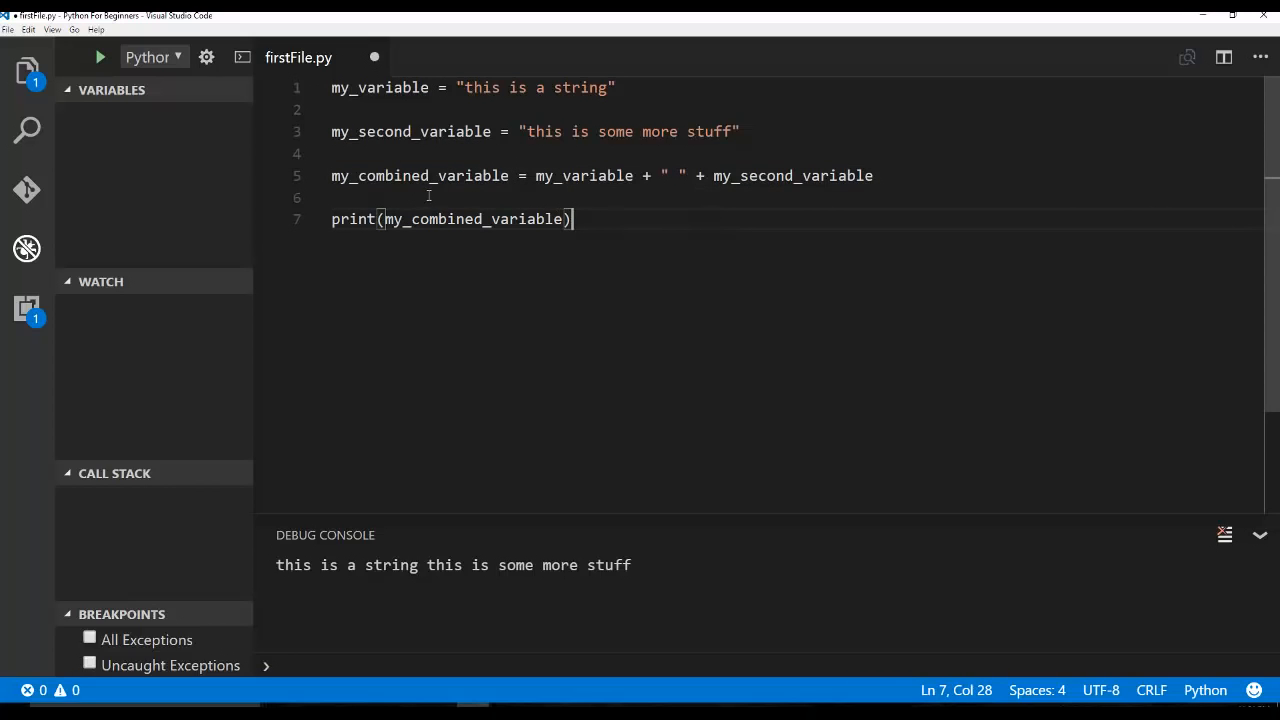 ● firstFile.py - Python For Beginners - Visual Studio Code
File Edit View Go Help
Python
firstFile.py
1
VARIABLES
1 my_variable = "this is a string"
2
3 my_second_variable = "this is some more stuff"
4
5 my_combined_variable = my_variable + " " + my_second_variable
6
7 print(my_combined_variable)
WATCH
1
CALL STACK
DEBUG CONSOLE
this is a string this is some more stuff
BREAKPOINTS
All Exceptions
Uncaught Exceptions
0 0 Ln 7, Col 28 Spaces: 4 UTF-8 CRLF Python